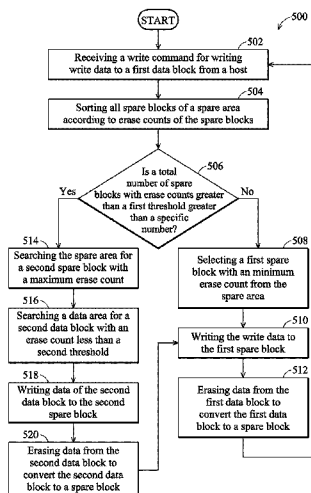 START
500
502
Receiving a write command for writing
write data to a first data block from a host
504
Sorting all spare blocks of a spare area
according to erase counts of the spare blocks
506
Is a total
number of spare
blocks with erase counts greater
than a first threshold greater
than a specific
number?
Yes
No
514
Searching the spare area for
a second spare block with
a maximum erase count
516
Searching a data area for
a second data block with an
erase count less than a
second threshold
518
Writing data of the second
data block to the second
spare block
520
Erasing data from the
second data block to
convert the second data
block to a spare block
508
Selecting a first spare
block with an minimum
erase count from the
spare area
510
Writing the write data to
the first spare block
512
Erasing data from the
first data block to
convert the first data
block to a spare block